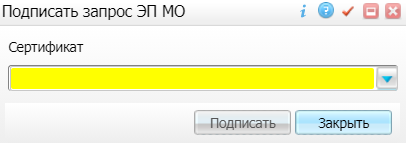 Подписать запрос ЭП МО
Сертификат
Подписать Закрыть